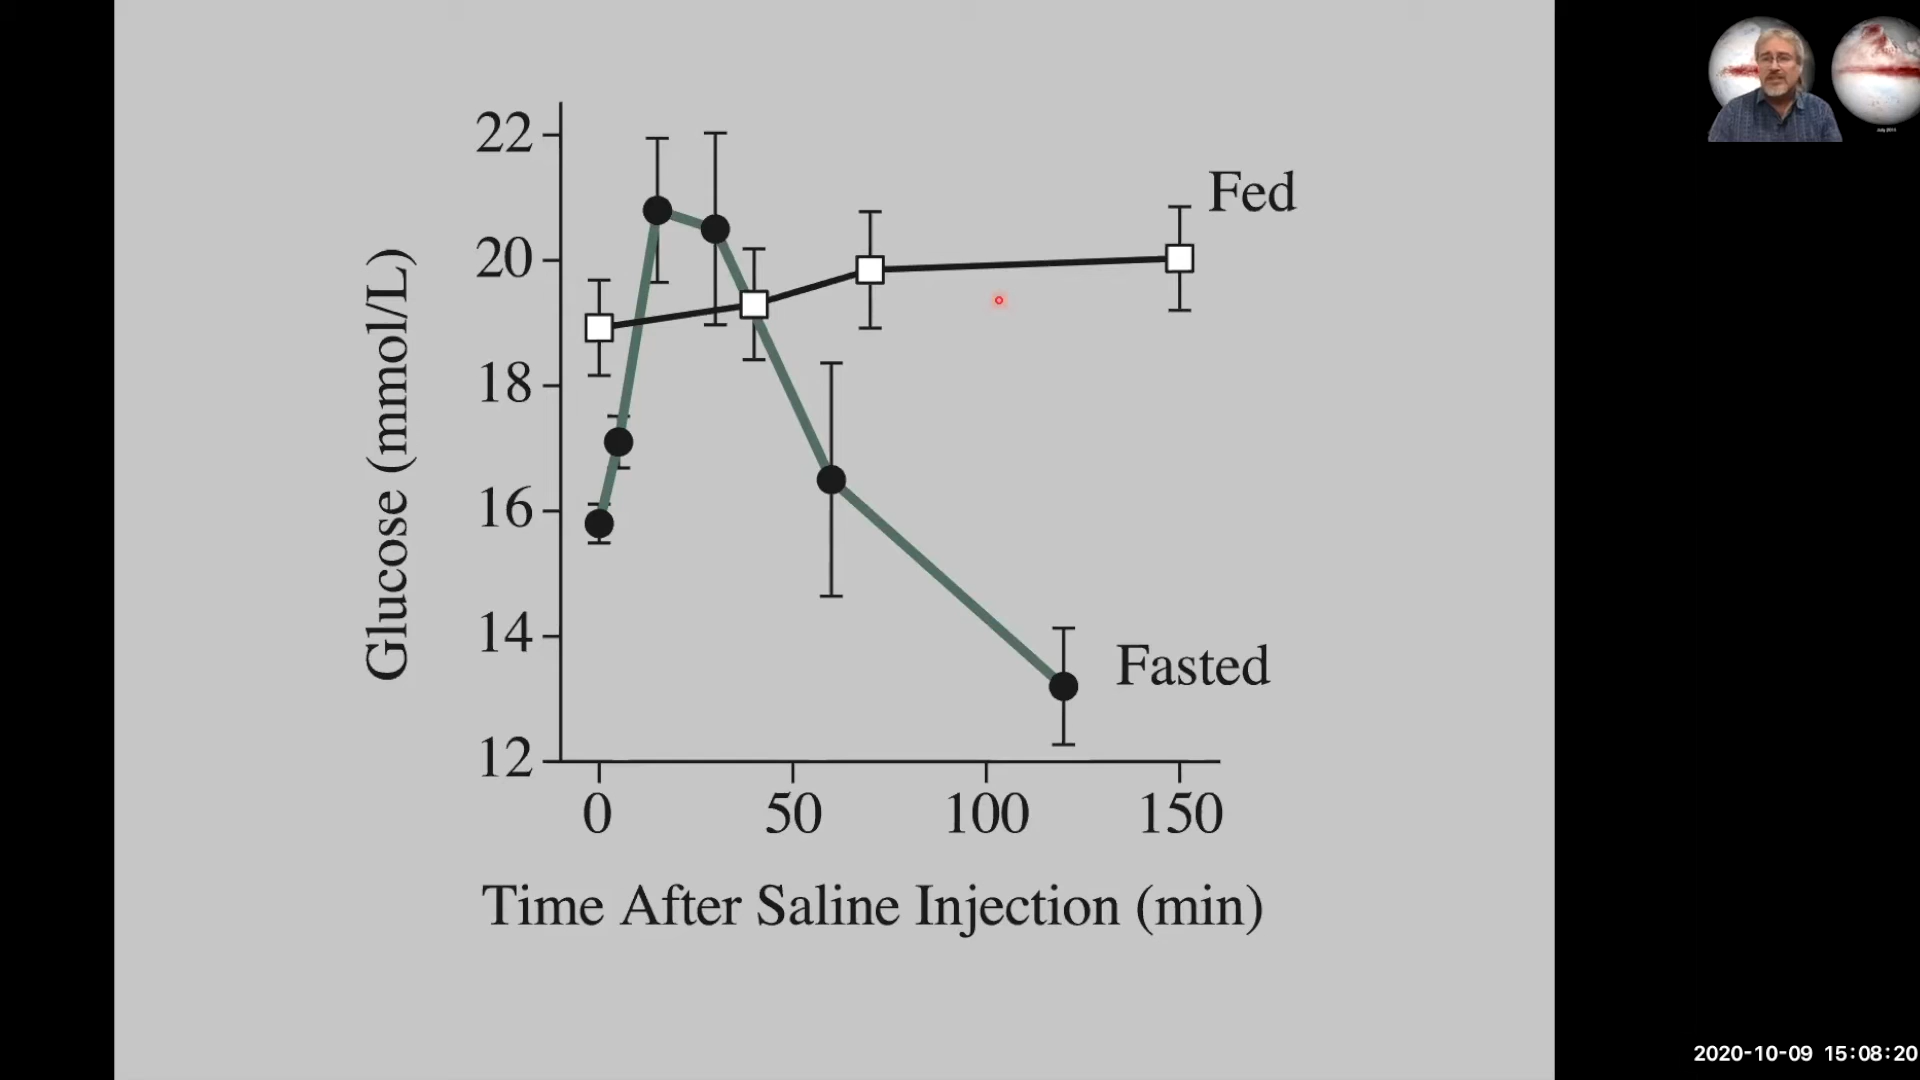 22
20
18
16
14
12
Glucose (mmol/L)
Fed
Fasted
0 50 100 150
Time After Saline Injection (min)
2020-10-09 15:08:20